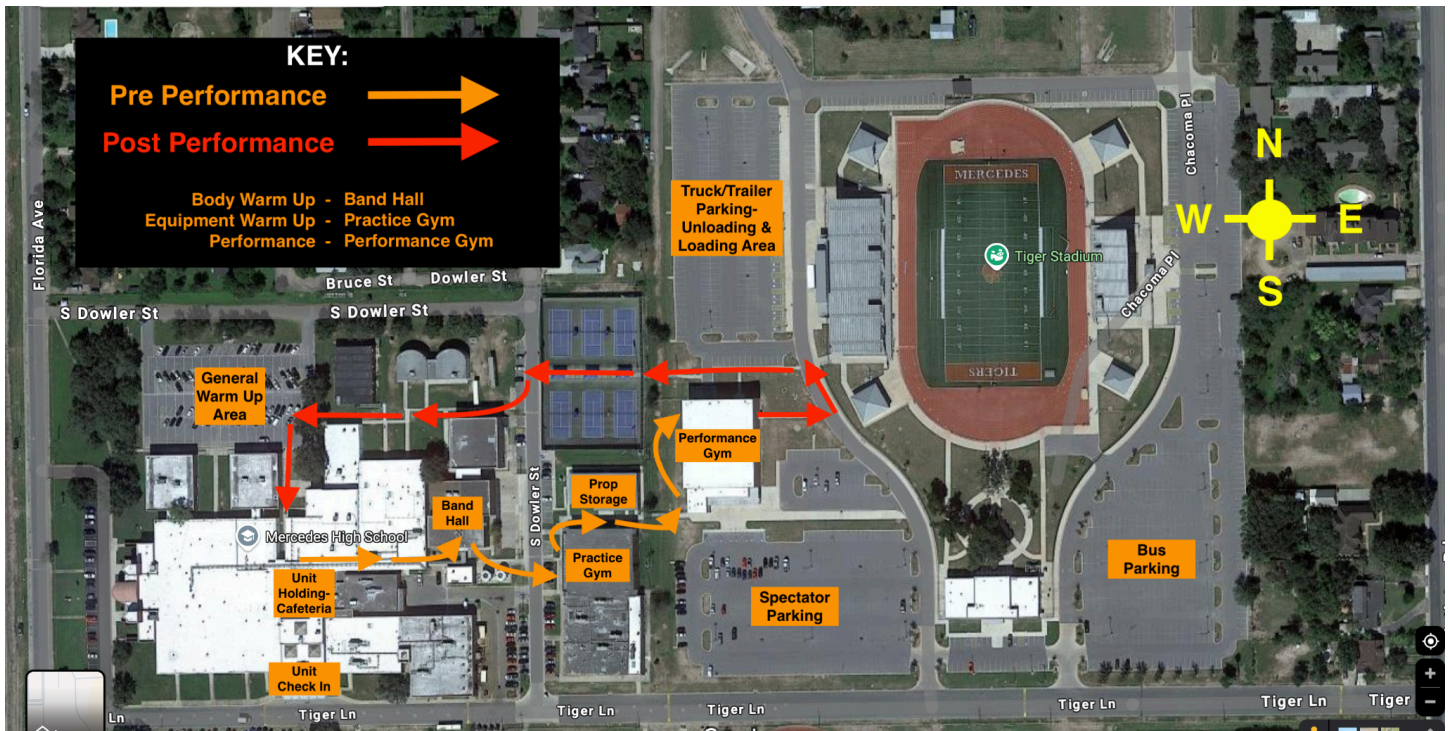 KEY:
Pre Performance
Post Performance
Body Warm Up - Band Hall
Equipment Warm Up - Practice Gym
Performance - Performance Gym
Florida Ave
Bruce St
Dowler St
S Dowler St
S Dowler St
Truck/Trailer
Parking-
Unloading &
Loading Area
MERCEDES
Tiger Stadium
TIGERS
Chacoma Pl
Chacoma Pl
N
W
E
S
General
Warm Up
Area
Performance
Gym
Prop
Storage
Band
Hall
S Dowler St
Mercedes High School
Practice
Gym
Unit
Holding-
Cafeteria
Spectator
Parking
Bus
Parking
Unit
Check In
Ln
Tiger Ln
Tiger Ln
Tiger Ln
Tiger Ln
Tiger Ln
Tiger